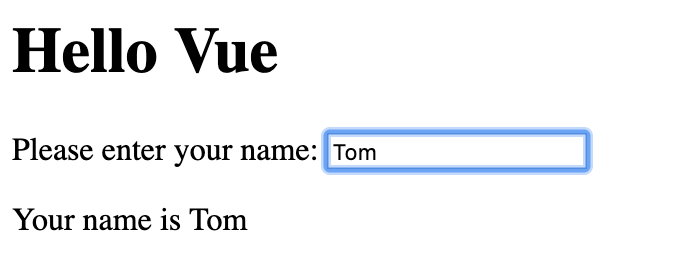 Hello Vue
Please enter your name: Tom
Your name is Tom